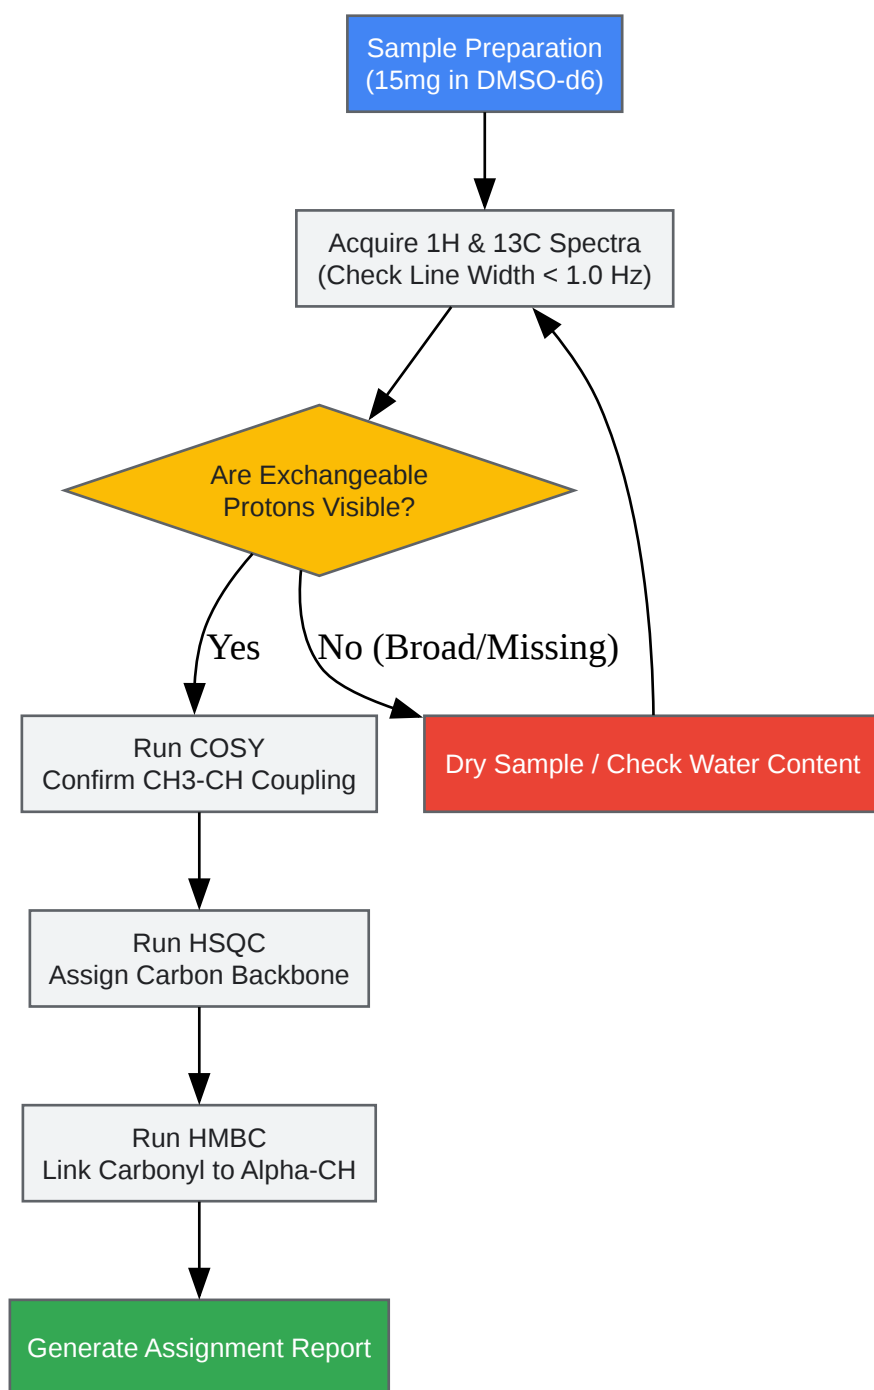 Sample Preparation
(15mg in DMSO-d6)
Acquire 1H & 13C Spectra
(Check Line Width < 1.0 Hz)
Are Exchangeable
Protons Visible?
Yes
No (Broad/Missing)
Run COSY
Confirm CH3-CH Coupling
Dry Sample / Check Water Content
Run HSQC
Assign Carbon Backbone
Run HMBC
Link Carbonyl to Alpha-CH
Generate Assignment Report